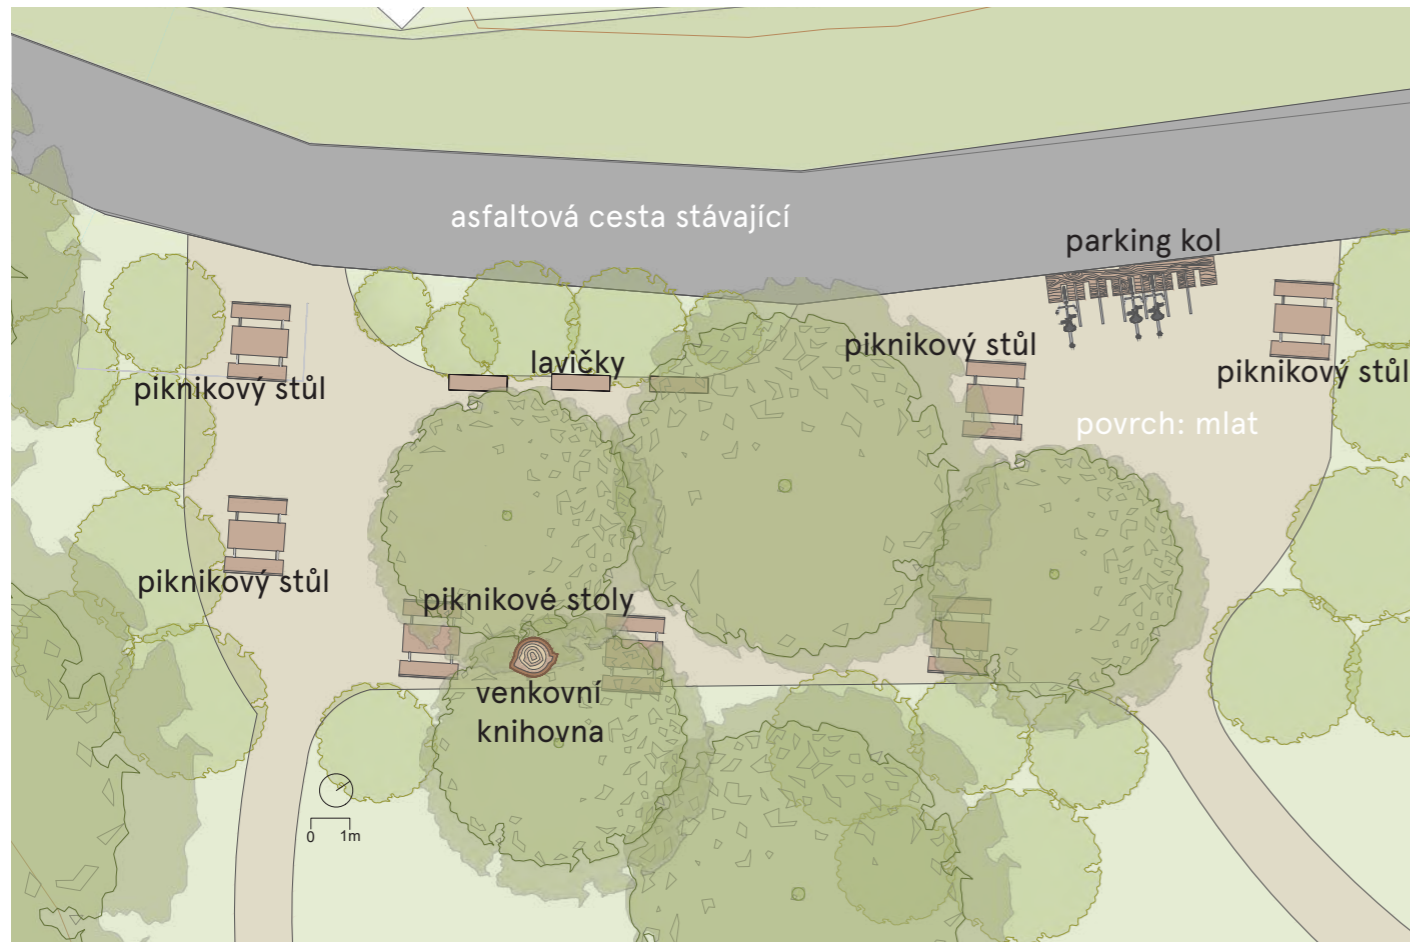 asfaltová cesta stávající
parking kol
piknikový stůl
lavičky
piknikový stůl
piknikový stůl
povrch: mlat
piknikový stůl
piknikové stoly
venkovní
knihovna
0 1m